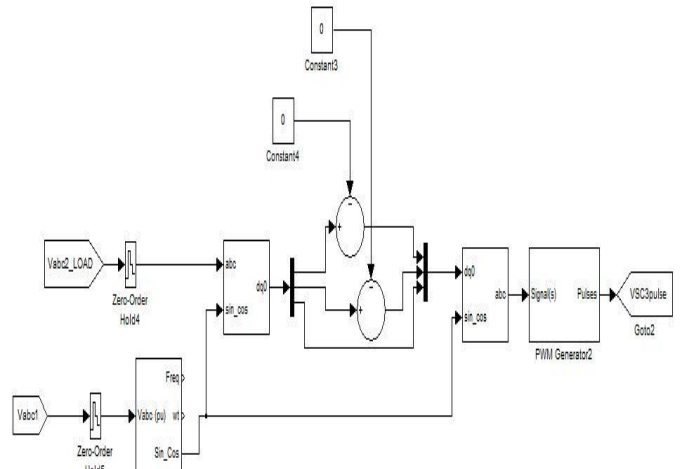 0
Constant3
0
Constant4
−
+
−
+
Vabc2_LOAD
Zero-Order
Hold4
abc
dq0
sin_cos
dq0
abc
sin_cos
Signal(s)
Pulses
PWM Generator2
VSC3pulse
Goto2
Vabc1
Zero-Order
Hold5
Freq
Vabc (pu)
wt
Sin_Cos